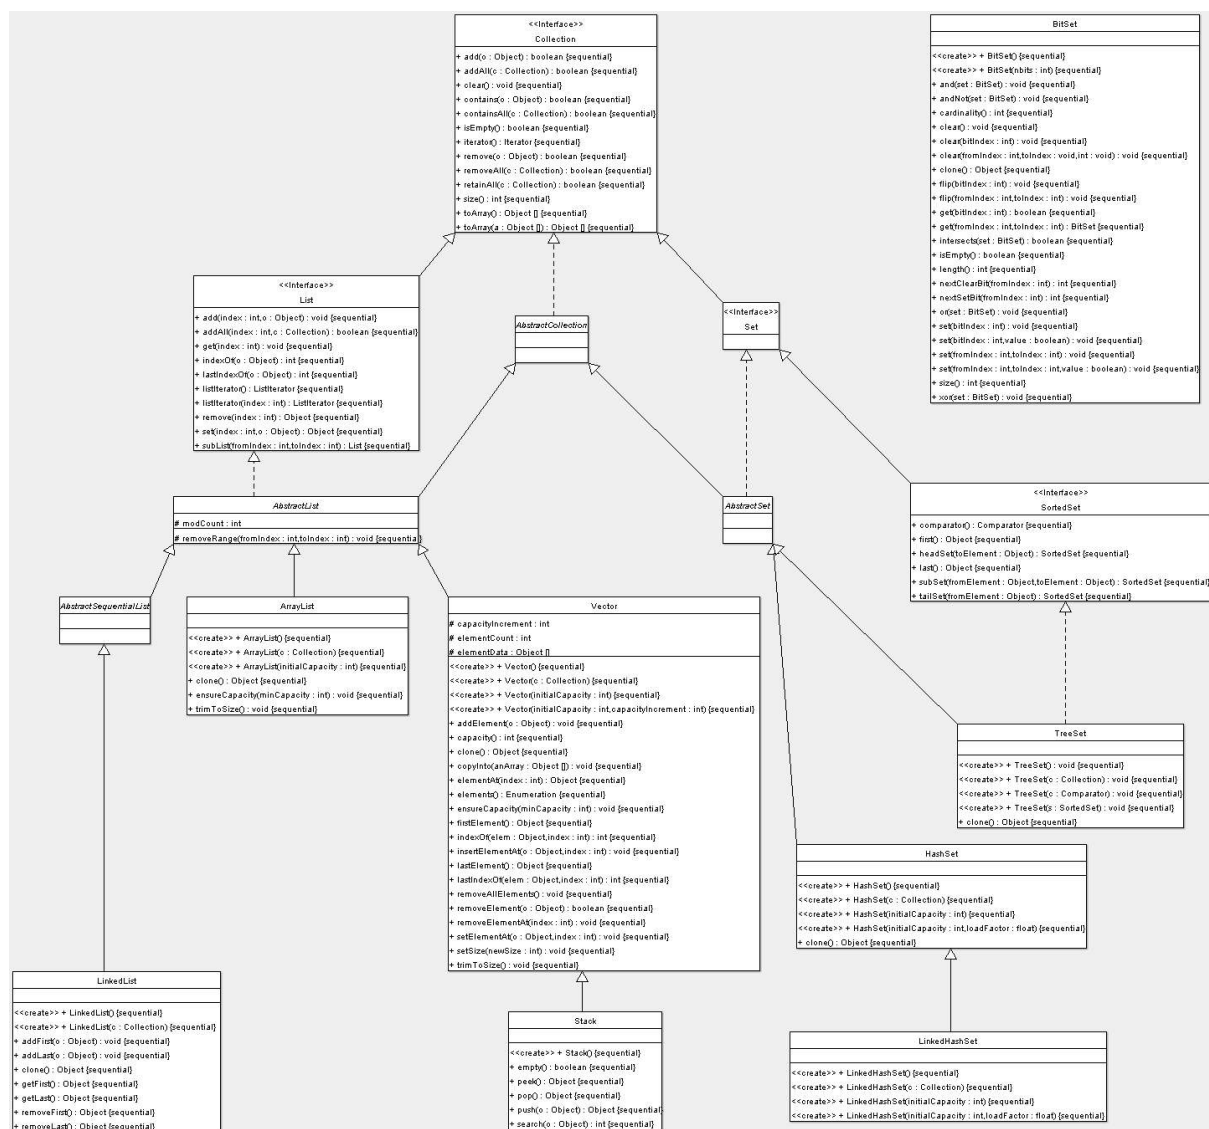 <<Interface>>
Collection
+ add(o : Object) : boolean {sequential}
+ addAll(c : Collection) : boolean {sequential}
+ clear() : void {sequential}
+ contains(o : Object) : boolean {sequential}
+ containsAll(c : Collection) : boolean {sequential}
+ isEmpty() : boolean {sequential}
+ iterator() : Iterator {sequential}
+ remove(o : Object) : boolean {sequential}
+ removeAll(c : Collection) : boolean {sequential}
+ retainAll(c : Collection) : boolean {sequential}
+ size() : int {sequential}
+ toArray() : Object [] {sequential}
+ toArray(a : Object []) : Object [] {sequential}
BitSet
<<create>> + BitSet() {sequential}
<<create>> + BitSet(nbits : int) {sequential}
+ and(set : BitSet) : void {sequential}
+ andNot(set : BitSet) : void {sequential}
+ cardinality() : int {sequential}
+ clear() : void {sequential}
+ clear(bitIndex : int) : void {sequential}
+ clear(fromIndex : int,toIndex : void,int : void) : void {sequential}
+ clone() : Object {sequential}
+ flip(bitIndex : int) : void {sequential}
+ flip(fromIndex : int,toIndex : int) : void {sequential}
+ get(bitIndex : int) : boolean {sequential}
+ get(fromIndex : int,toIndex : int) : BitSet {sequential}
+ intersects(set : BitSet) : boolean {sequential}
+ isEmpty() : boolean {sequential}
+ length() : int {sequential}
+ nextClearBit(fromIndex : int) : int {sequential}
+ nextSetBit(fromIndex : int) : int {sequential}
+ or(set : BitSet) : void {sequential}
+ set(bitIndex : int) : void {sequential}
+ set(bitIndex : int,value : boolean) : void {sequential}
+ set(fromIndex : int,toIndex : int) : void {sequential}
+ set(fromIndex : int,toIndex : int,value : boolean) : void {sequential}
+ size() : int {sequential}
+ xor(set : BitSet) : void {sequential}
<<Interface>>
List
+ add(index : int,o : Object) : void {sequential}
+ addAll(index : int,c : Collection) : boolean {sequential}
+ get(index : int) : void {sequential}
+ indexOf(o : Object) : int {sequential}
+ lastIndexOf(o : Object) : int {sequential}
+ listIterator() : ListIterator {sequential}
+ listIterator(index : int) : ListIterator {sequential}
+ remove(index : int) : Object {sequential}
+ set(index : int,o : Object) : Object {sequential}
+ subList(fromIndex : int,toIndex : int) : List {sequential}
AbstractCollection
<<Interface>>
Set
AbstractList
# modCount : int
# removeRange(fromIndex : int,toIndex : int) : void {sequential}
AbstractSet
<<Interface>>
SortedSet
+ comparator() : Comparator {sequential}
+ first() : Object {sequential}
+ headSet(toElement : Object) : SortedSet {sequential}
+ last() : Object {sequential}
+ subSet(fromElement : Object,toElement : Object) : SortedSet {sequential}
+ tailSet(fromElement : Object) : SortedSet {sequential}
AbstractSequentialList
ArrayList
<<create>> + ArrayList() {sequential}
<<create>> + ArrayList(c : Collection) {sequential}
<<create>> + ArrayList(initialCapacity : int) {sequential}
+ clone() : Object {sequential}
+ ensureCapacity(minCapacity : int) : void {sequential}
+ trimToSize() : void {sequential}
Vector
# capacityIncrement : int
# elementCount : int
# elementData : Object []
<<create>> + Vector() {sequential}
<<create>> + Vector(c : Collection) {sequential}
<<create>> + Vector(initialCapacity : int) {sequential}
<<create>> + Vector(initialCapacity : int,capacityIncrement : int) {sequential}
+ addElement(o : Object) : void {sequential}
+ capacity() : int {sequential}
+ clone() : Object {sequential}
+ copyInto(anArray : Object []) : void {sequential}
+ elementAt(index : int) : Object {sequential}
+ elements() : Enumeration {sequential}
+ ensureCapacity(minCapacity : int) : void {sequential}
+ firstElement() : Object {sequential}
+ indexOf(elem : Object,index : int) : int {sequential}
+ insertElementAt(o : Object,index : int) : void {sequential}
+ lastElement() : Object {sequential}
+ lastIndexOf(elem : Object,index : int) : int {sequential}
+ removeAllElements() : void {sequential}
+ removeElement(o : Object) : boolean {sequential}
+ removeElementAt(index : int) : void {sequential}
+ setElementAt(o : Object,index : int) : void {sequential}
+ setSize(newSize : int) : void {sequential}
+ trimToSize() : void {sequential}
TreeSet
<<create>> + TreeSet() : void {sequential}
<<create>> + TreeSet(c : Collection) : void {sequential}
<<create>> + TreeSet(c : Comparator) : void {sequential}
<<create>> + TreeSet(s : SortedSet) : void {sequential}
+ clone() : Object {sequential}
HashSet
<<create>> + HashSet() {sequential}
<<create>> + HashSet(c : Collection) {sequential}
<<create>> + HashSet(initialCapacity : int) {sequential}
<<create>> + HashSet(initialCapacity : int,loadFactor : float) {sequential}
+ clone() : Object {sequential}
LinkedList
<<create>> + LinkedList() {sequential}
<<create>> + LinkedList(c : Collection) {sequential}
+ addFirst(o : Object) : void {sequential}
+ addLast(o : Object) : void {sequential}
+ clone() : Object {sequential}
+ getFirst() : Object {sequential}
+ getLast() : Object {sequential}
+ removeFirst() : Object {sequential}
+ removeLast() : Object {sequential}
Stack
<<create>> + Stack() {sequential}
+ empty() : boolean {sequential}
+ peek() : Object {sequential}
+ pop() : Object {sequential}
+ push(o : Object) : Object {sequential}
+ search(o : Object) : int {sequential}
LinkedHashSet
<<create>> + LinkedHashSet() {sequential}
<<create>> + LinkedHashSet(c : Collection) {sequential}
<<create>> + LinkedHashSet(initialCapacity : int) {sequential}
<<create>> + LinkedHashSet(initialCapacity : int,loadFactor : float) {sequential}